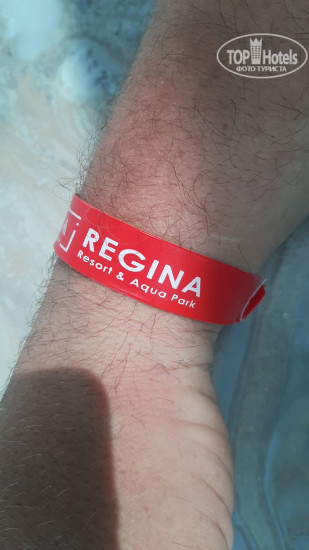 TOP Hotels
ФОТО ТУРИСТА
REGINA
Resort & Aqua Park